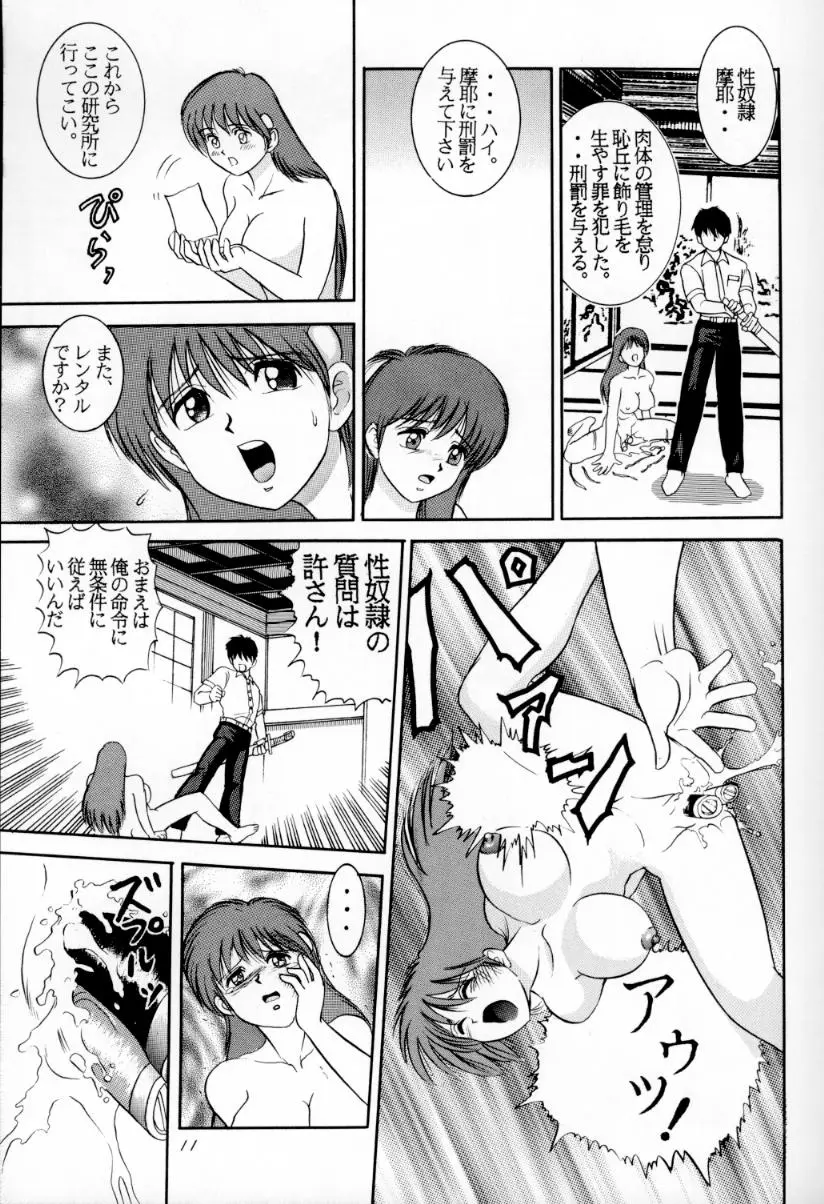 性奴隷
摩耶・・
肉体の管理を怠り
恥丘に飾り毛を
生やす罪を犯した。
・・刑罰を与える。
・・・ハイ。
摩耶に刑罰を
与えて下さい
これから
ここの研究所に
行ってこい。
ぴらっ
また、
レンタル
ですか？
パァーン
アウッ！
性奴隷の
質問は
許さん！
おまえは
俺の命令に
無条件に
従えば
いいんだ
・・
ズプルッ
11